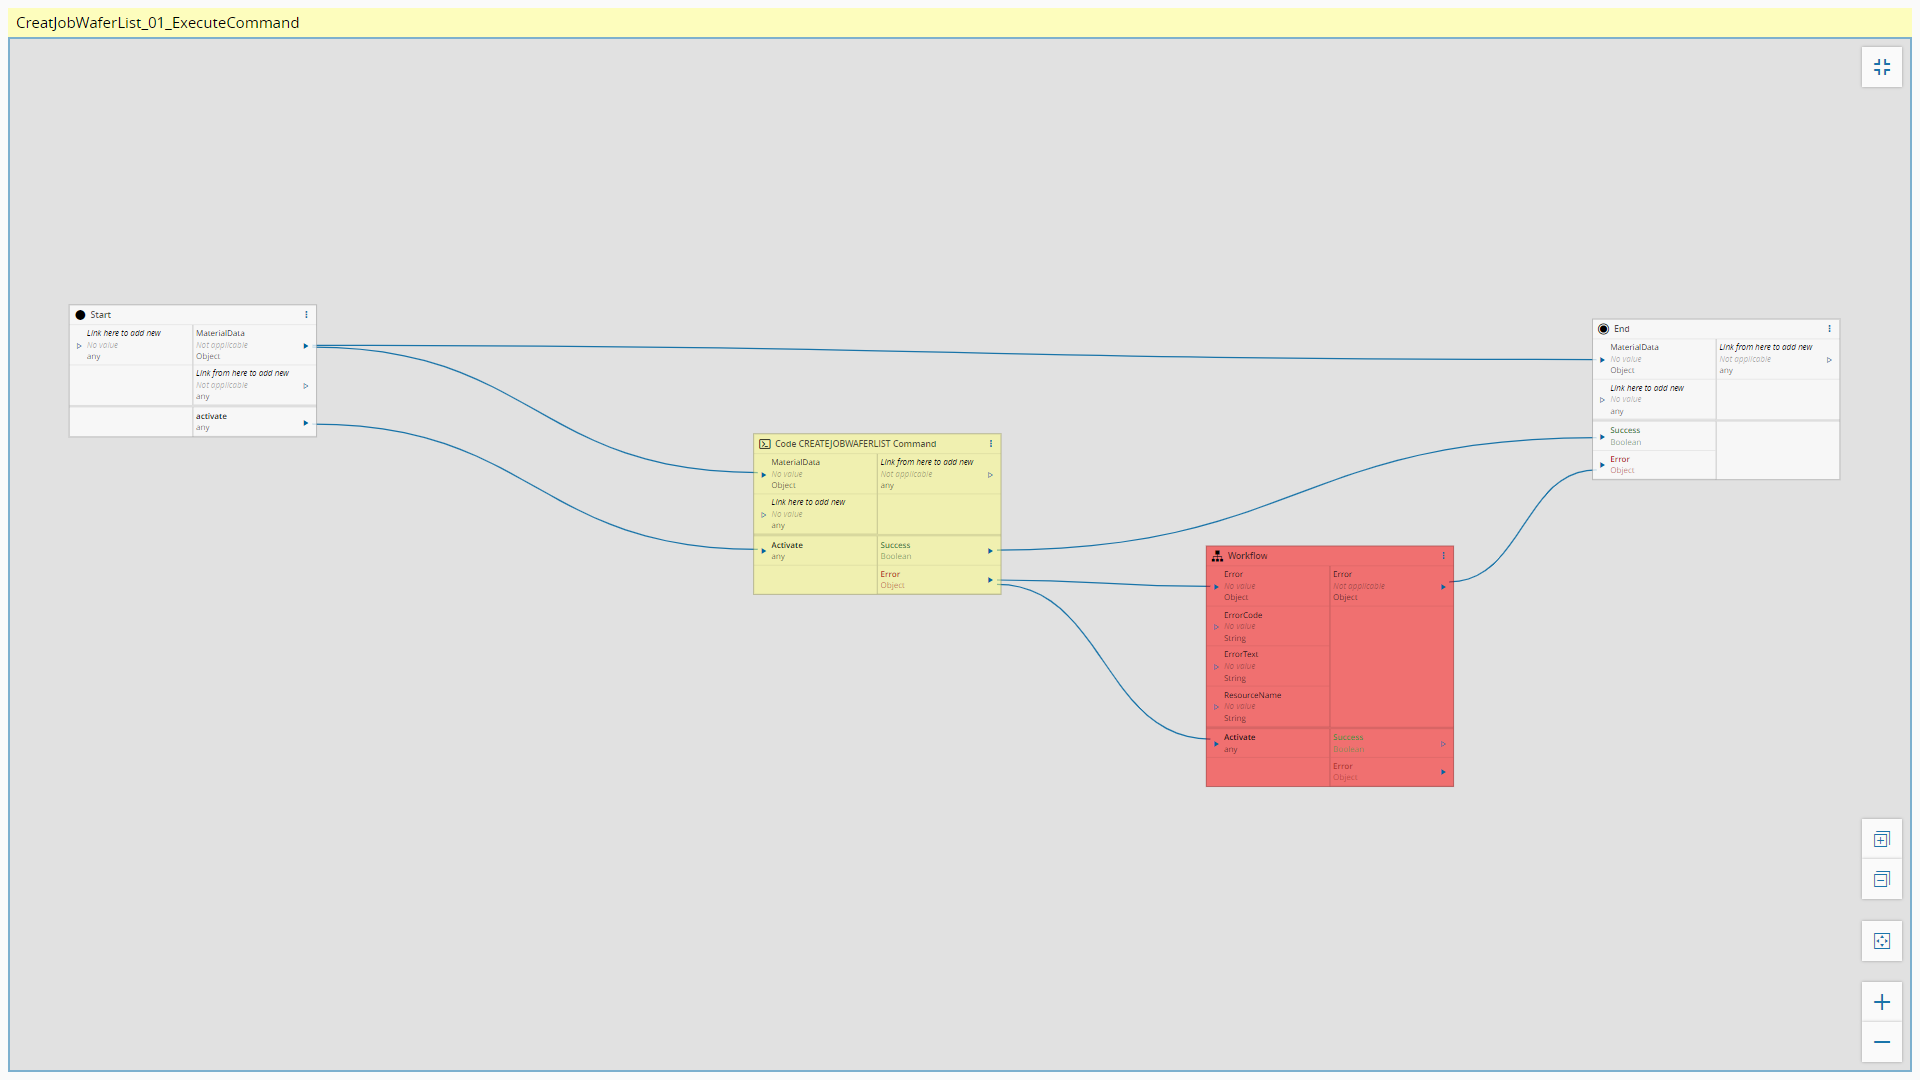 CreatJobWaferList_01_ExecuteCommand
Start
Link here to add new
No value
any
MaterialData
Not applicable
Object
Link from here to add new
Not applicable
any
activate
any
Code CREATEJOBWAFERLIST Command
MaterialData
No value
Object
Link from here to add new
Not applicable
any
Link here to add new
No value
any
Activate
any
Success
Boolean
Error
Object
Workflow
Error
No value
Object
Error
Not applicable
Object
ErrorCode
No value
String
ErrorText
No value
String
ResourceName
No value
String
Activate
any
Success
Boolean
Error
Object
End
MaterialData
No value
Object
Link from here to add new
Not applicable
any
Link here to add new
No value
any
Success
Boolean
Error
Object